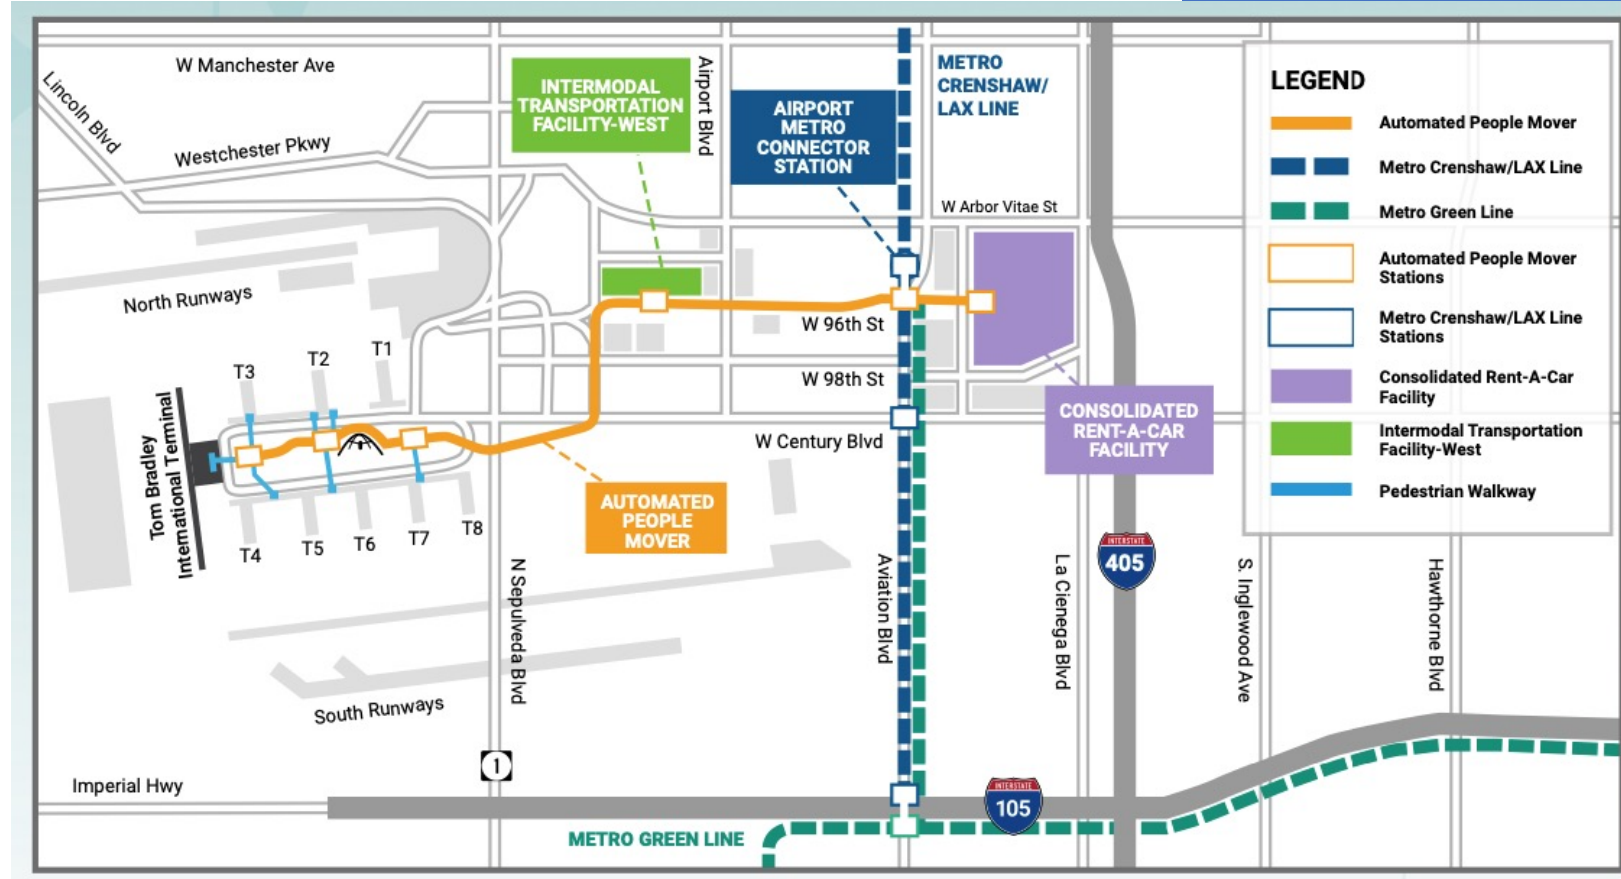 W Manchester Ave
Lincoln Blvd
Westchester Pkwy
INTERMODAL
TRANSPORTATION
FACILITY-WEST
Airport Blvd
AIRPORT
METRO
CONNECTOR
STATION
METRO
CRENSHAW/
LAX LINE
W Arbor Vitae St
North Runways
W 96th St
W 98th St
T3
T2
T1
Tom Bradley
International Terminal
W Century Blvd
CONSOLIDATED
RENT-A-CAR
FACILITY
AUTOMATED
PEOPLE
MOVER
T4
T5
T6
T7
T8
N Sepulveda Blvd
Aviation Blvd
La Cienega Blvd
INTERSTATE
405
S. Inglewood Ave
Hawthorne Blvd
South Runways
1
Imperial Hwy
INTERSTATE
105
METRO GREEN LINE
LEGEND
Automated People Mover
Metro Crenshaw/LAX Line
Metro Green Line
Automated People Mover
Stations
Metro Crenshaw/LAX Line
Stations
Consolidated Rent-A-Car
Facility
Intermodal Transportation
Facility-West
Pedestrian Walkway